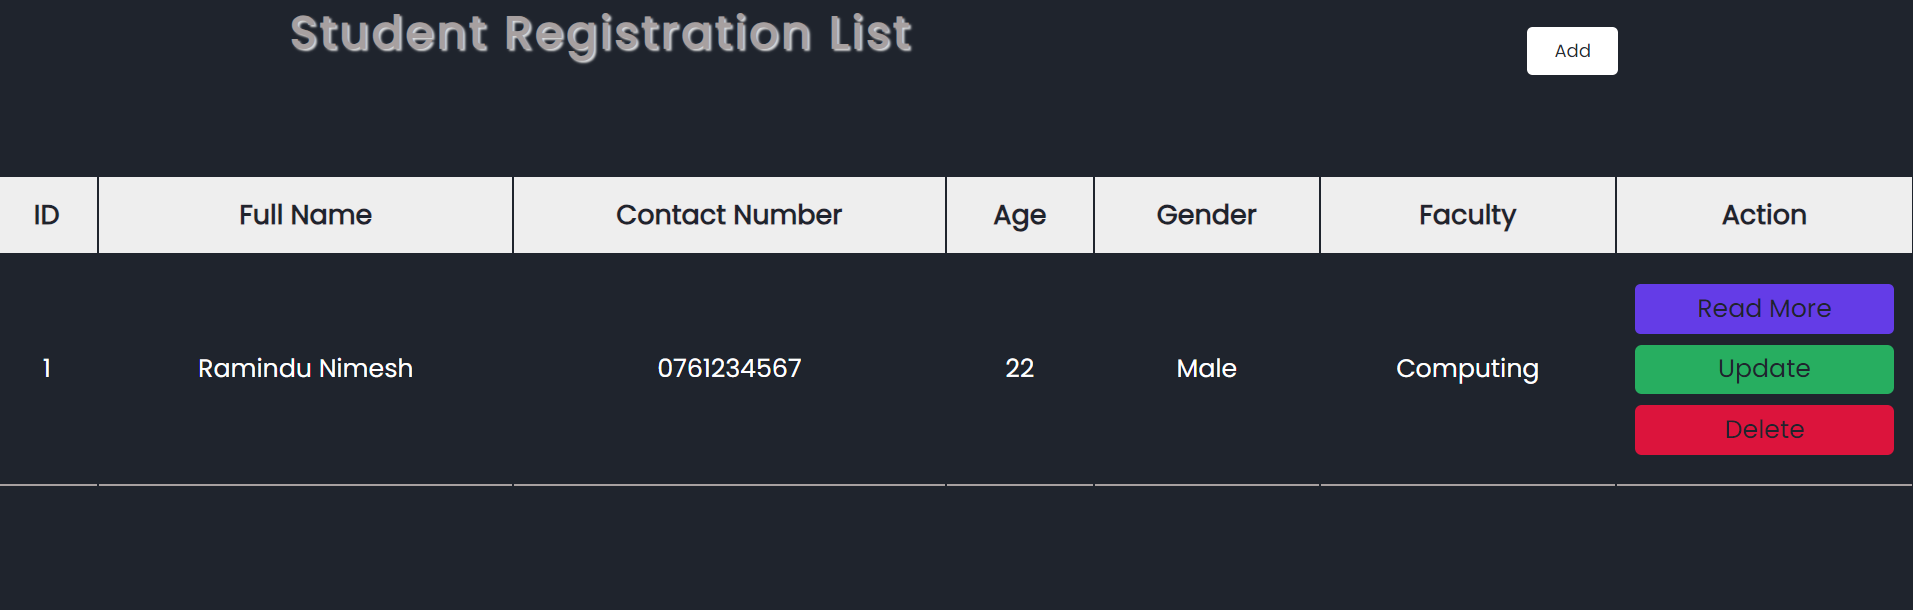 Student Registration List
Add
ID Full Name Contact Number Age Gender Faculty Action
1 Ramindu Nimesh 0761234567 22 Male Computing
Read More
Update
Delete